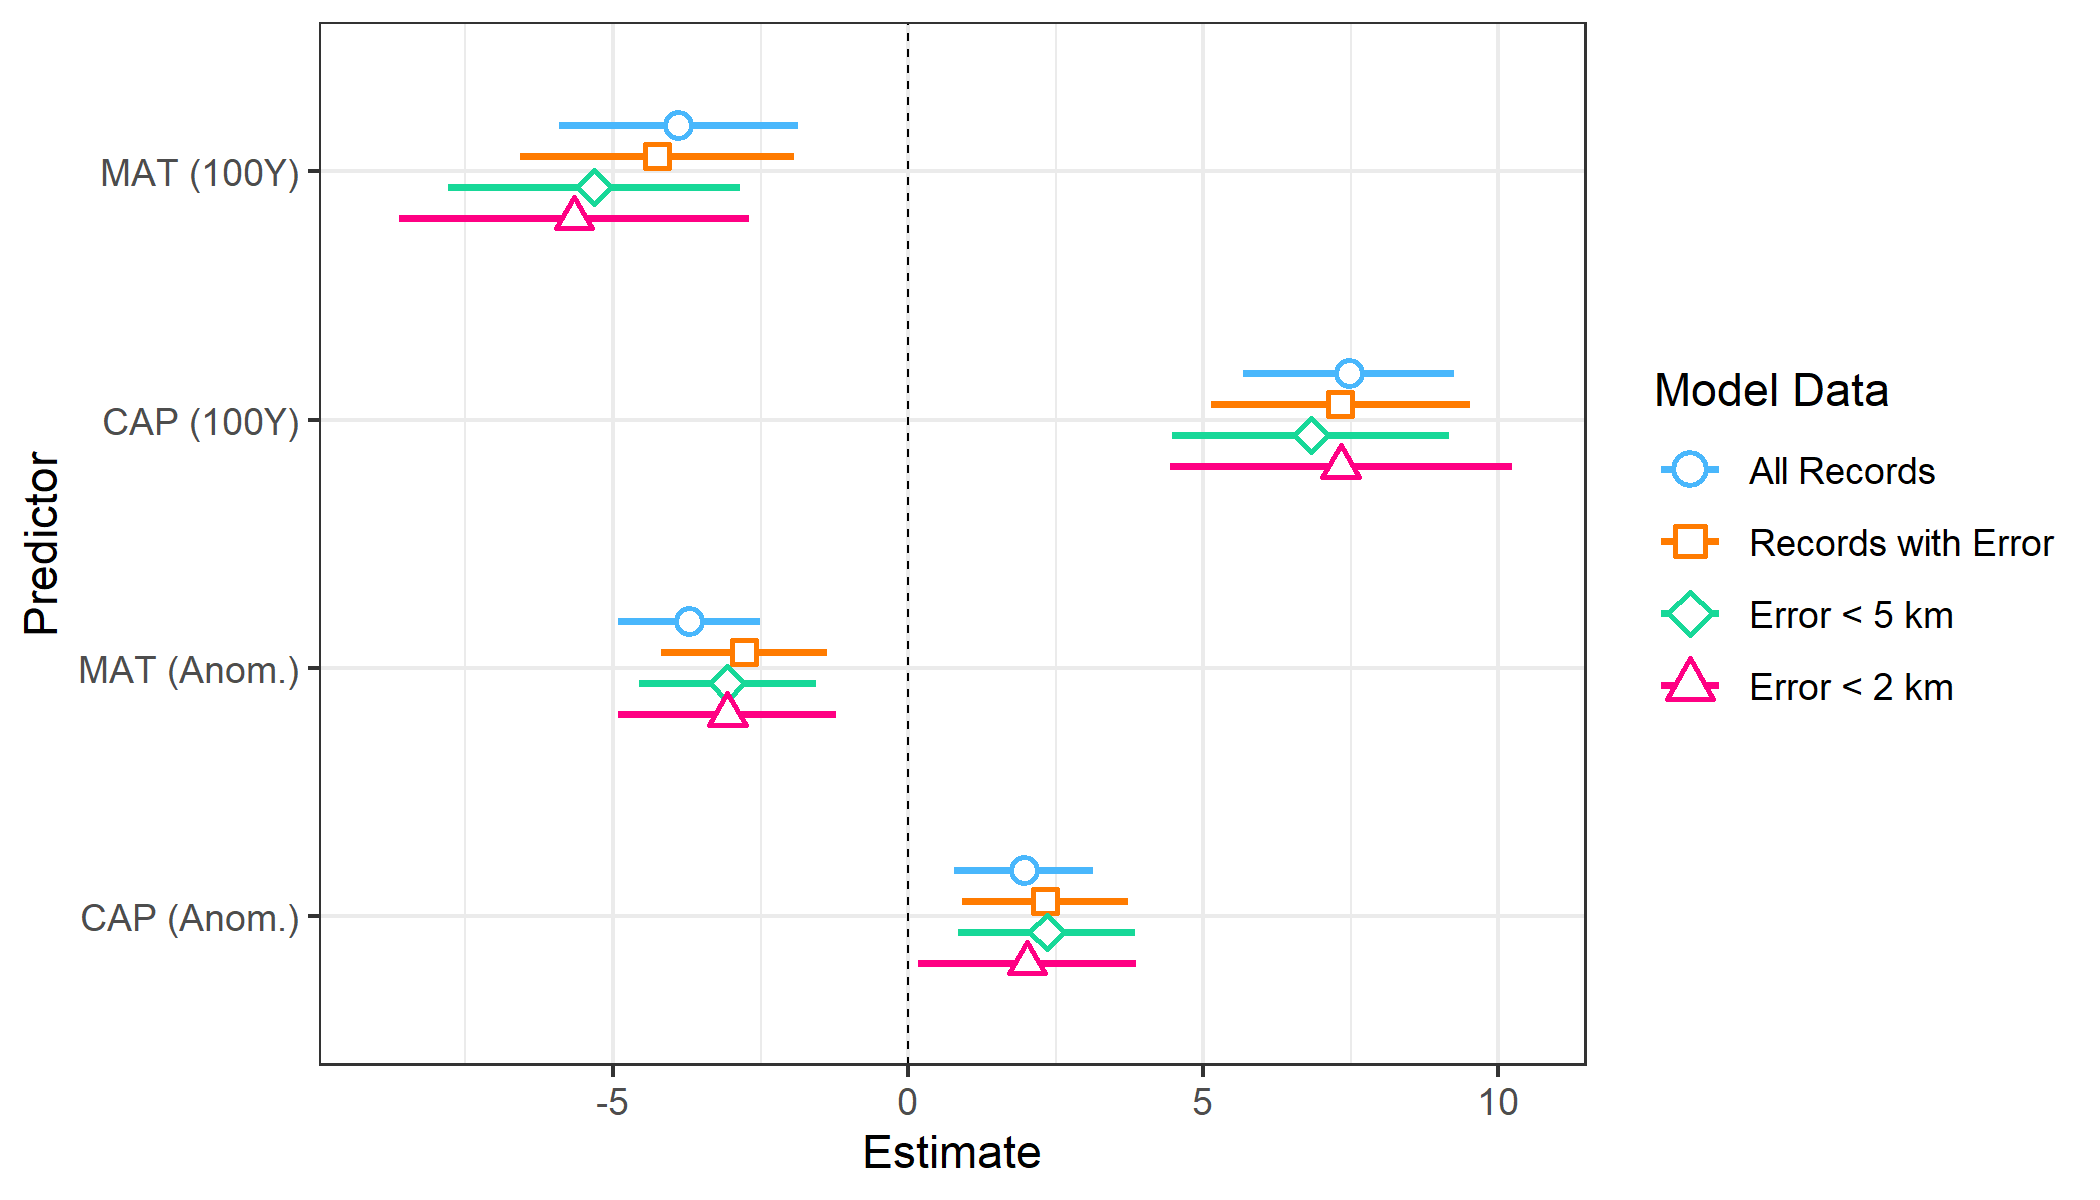 MAT (100Y)
CAP (100Y)
MAT (Anom.)
CAP (Anom.)
Predictor
-5
0
5
10
Estimate
Model Data
All Records
Records with Error
Error < 5 km
Error < 2 km